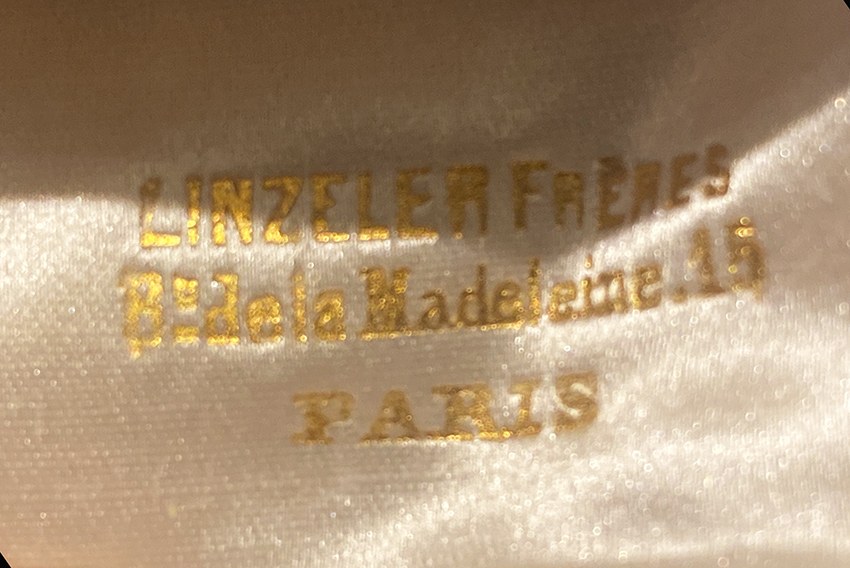 LINZELER FRÈRES
Bd de la Madeleine.15
PARIS